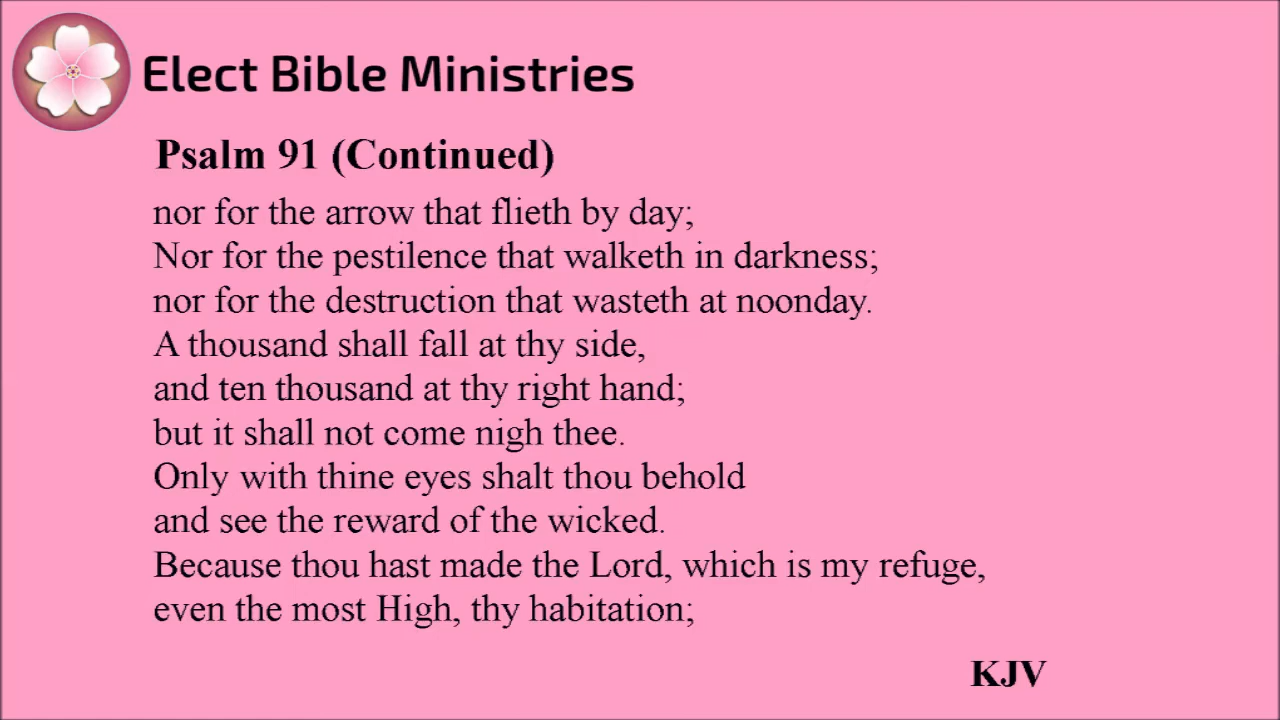 Elect Bible Ministries
Psalm 91 (Continued)
nor for the arrow that flieth by day;
Nor for the pestilence that walketh in darkness;
nor for the destruction that wasteth at noonday.
A thousand shall fall at thy side,
and ten thousand at thy right hand;
but it shall not come nigh thee.
Only with thine eyes shalt thou behold
and see the reward of the wicked.
Because thou hast made the Lord, which is my refuge,
even the most High, thy habitation;
KJV